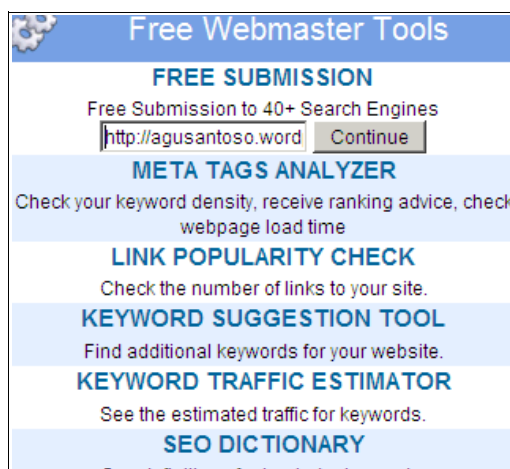 Free Webmaster Tools
FREE SUBMISSION
Free Submission to 40+ Search Engines
http://agusantoso.word Continue
META TAGS ANALYZER
Check your keyword density, receive ranking advice, check
webpage load time
LINK POPULARITY CHECK
Check the number of links to your site.
KEYWORD SUGGESTION TOOL
Find additional keywords for your website.
KEYWORD TRAFFIC ESTIMATOR
See the estimated traffic for keywords.
SEO DICTIONARY